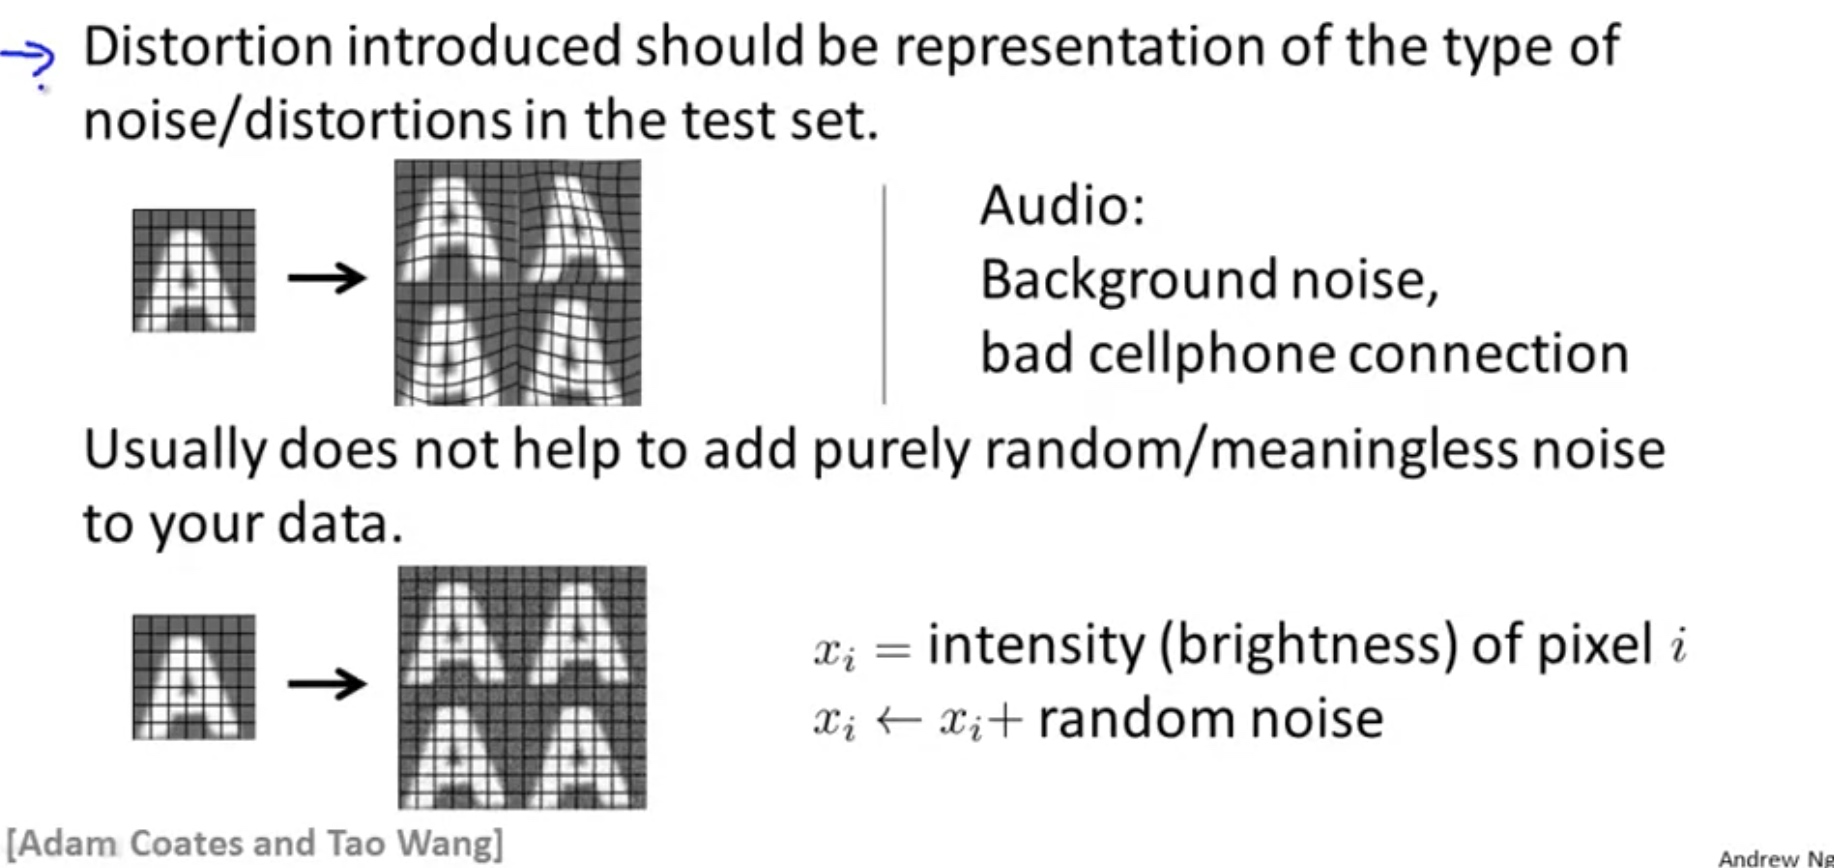 Distortion introduced should be representation of the type of
noise/distortions in the test set.
Audio:
Background noise,
bad cellphone connection
Usually does not help to add purely random/meaningless noise
to your data.
x_i = intensity (brightness) of pixel i
x_i ← x_i+ random noise
[Adam Coates and Tao Wang]
Andrew Ng